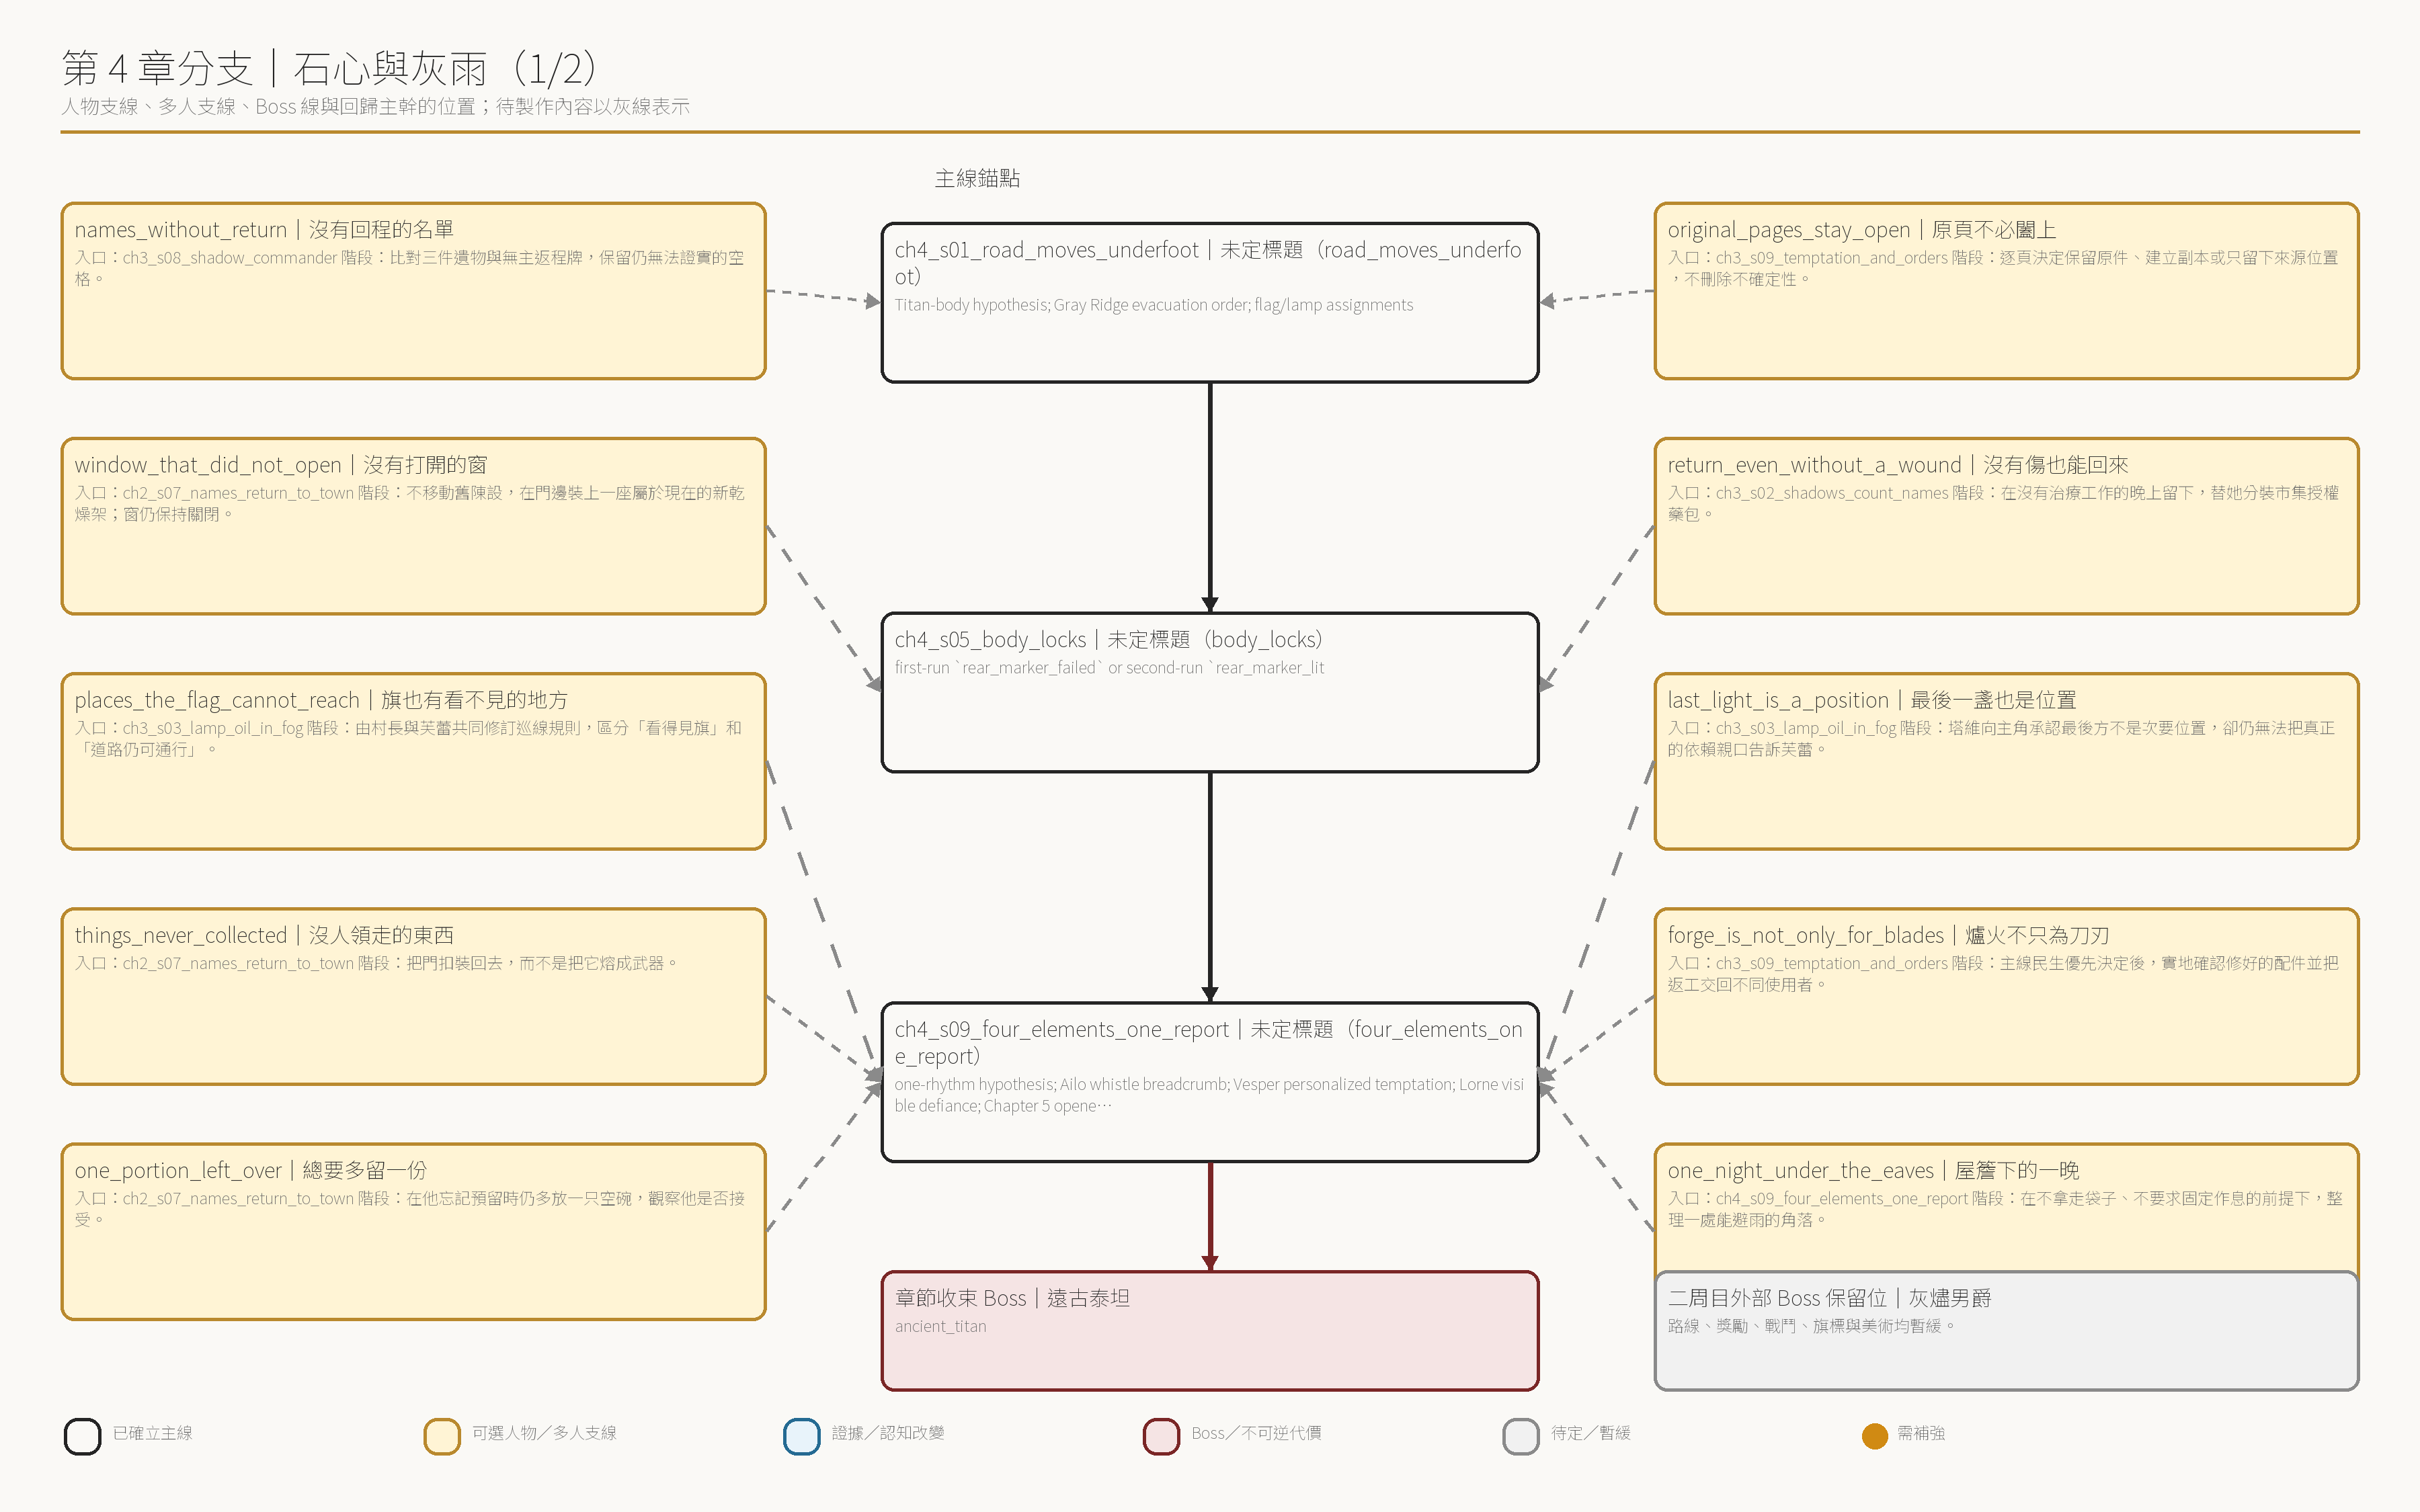 第 4 章分支｜石心與灰雨（1/2）
人物支線、多人支線、Boss 線與回歸主幹的位置；待製作內容以灰線表示
主線錨點
names_without_return｜沒有回程的名單
入口：ch3_s08_shadow_commander 階段：比對三件遺物與無主返程牌，保留仍無法證實的空
格。
window_that_did_not_open｜沒有打開的窗
入口：ch2_s07_names_return_to_town 階段：不移動舊陳設，在門邊裝上一座屬於現在的新乾
燥架；窗仍保持關閉。
places_the_flag_cannot_reach｜旗也有看不見的地方
入口：ch3_s03_lamp_oil_in_fog 階段：由村長與芙蕾共同修訂巡線規則，區分「看得見旗」和
「道路仍可通行」。
things_never_collected｜沒人領走的東西
入口：ch2_s07_names_return_to_town 階段：把門扣裝回去，而不是把它熔成武器。
one_portion_left_over｜總要多留一份
入口：ch2_s07_names_return_to_town 階段：在他忘記預留時仍多放一只空碗，觀察他是否接
受。
ch4_s01_road_moves_underfoot｜未定標題（road_moves_underfo
ot）
Titan-body hypothesis; Gray Ridge evacuation order; flag/lamp assignments
ch4_s05_body_locks｜未定標題（body_locks）
first-run `rear_marker_failed` or second-run `rear_marker_lit
ch4_s09_four_elements_one_report｜未定標題（four_elements_on
e_report）
one-rhythm hypothesis; Ailo whistle breadcrumb; Vesper personalized temptation; Lorne visi
ble defiance; Chapter 5 opene…
章節收束 Boss｜遠古泰坦
ancient_titan
original_pages_stay_open｜原頁不必闔上
入口：ch3_s09_temptation_and_orders 階段：逐頁決定保留原件、建立副本或只留下來源位置
，不刪除不確定性。
return_even_without_a_wound｜沒有傷也能回來
入口：ch3_s02_shadows_count_names 階段：在沒有治療工作的晚上留下，替她分裝市集授權
藥包。
last_light_is_a_position｜最後一盞也是位置
入口：ch3_s03_lamp_oil_in_fog 階段：塔維向主角承認最後方不是次要位置，卻仍無法把真正
的依賴親口告訴芙蕾。
forge_is_not_only_for_blades｜爐火不只為刀刃
入口：ch3_s09_temptation_and_orders 階段：主線民生優先決定後，實地確認修好的配件並把
返工交回不同使用者。
one_night_under_the_eaves｜屋簷下的一晚
入口：ch4_s09_four_elements_one_report 階段：在不拿走袋子、不要求固定作息的前提下，整
理一處能避雨的角落。
二周目外部 Boss 保留位｜灰燼男爵
路線、獎勵、戰鬥、旗標與美術均暫緩。
已確立主線
可選人物／多人支線
證據／認知改變
Boss／不可逆代價
待定／暫緩
需補強